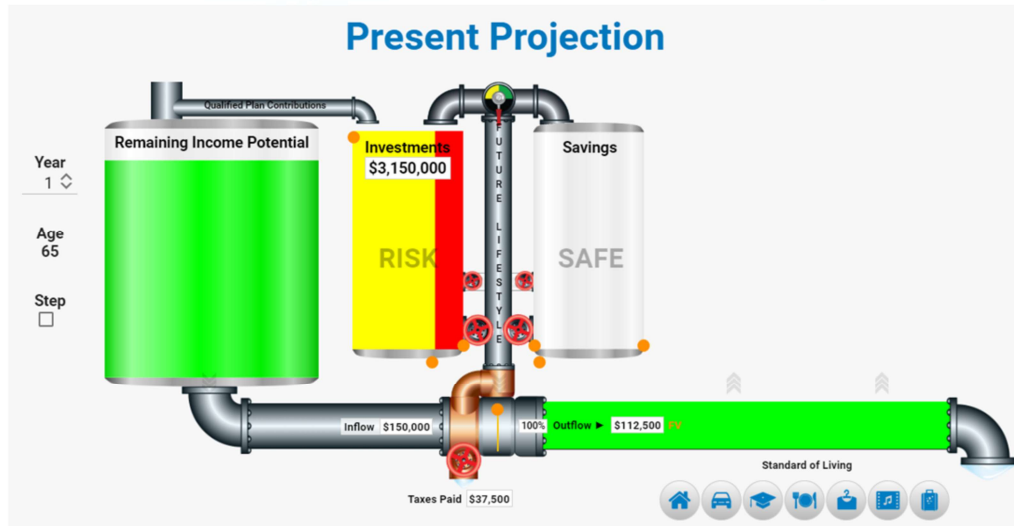 Present Projection
Qualified Plan Contributions
Remaining Income Potential
Investments
$3,150,000
Savings
Year
1
Age
65
Step
RISK
SAFE
FUTURE LIFESTYLE
Inflow $150,000
100% Outflow ► $112,500 FV
Taxes Paid $37,500
Standard of Living